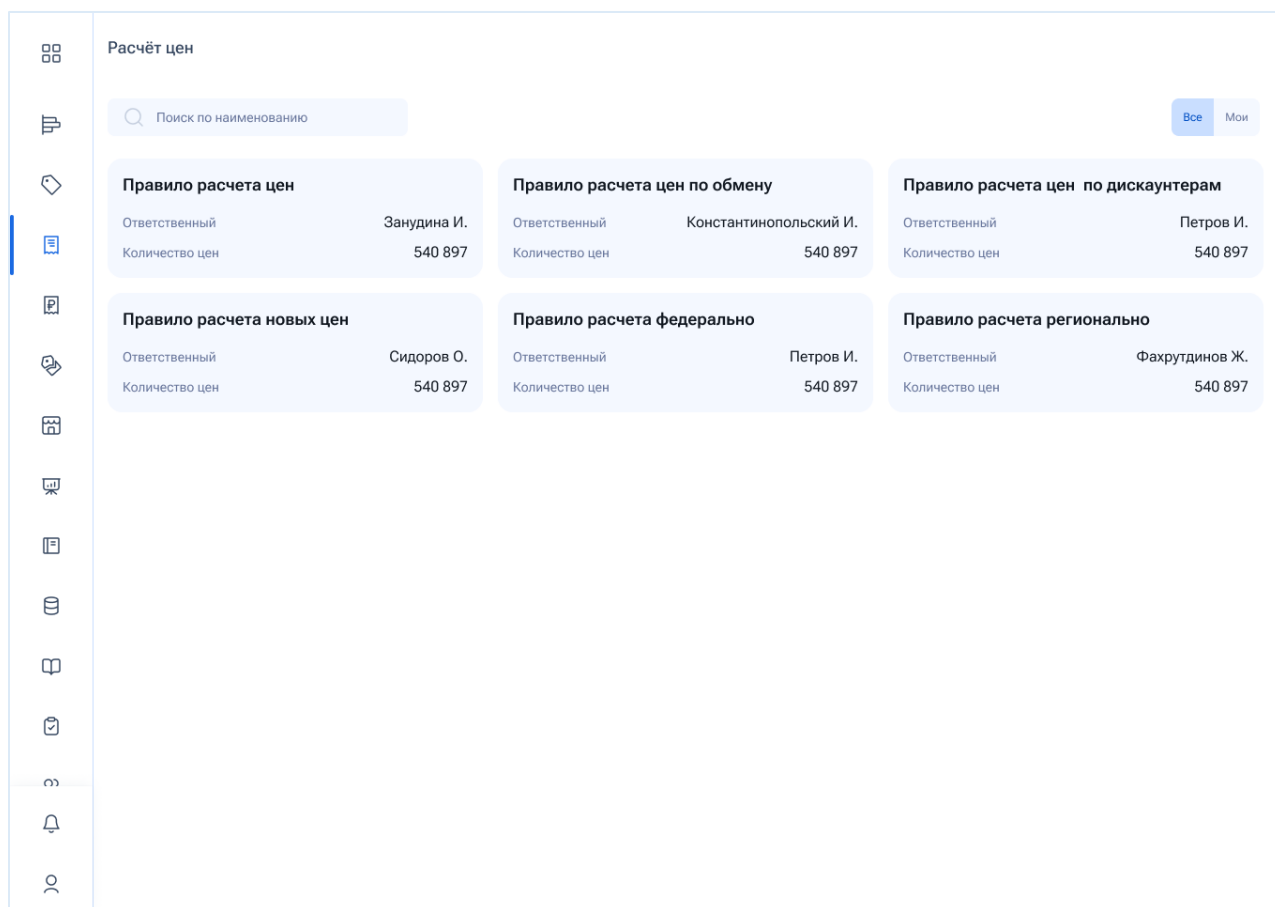 Расчёт цен
Поиск по наименованию
Все Мои
Правило расчета цен
Ответственный Занудина И.
Количество цен 540 897
Правило расчета цен по обмену
Ответственный Константинопольский И.
Количество цен 540 897
Правило расчета цен  по дискаунтерам
Ответственный Петров И.
Количество цен 540 897
Правило расчета новых цен
Ответственный Сидоров О.
Количество цен 540 897
Правило расчета федерально
Ответственный Петров И.
Количество цен 540 897
Правило расчета регионально
Ответственный Фахрутдинов Ж.
Количество цен 540 897